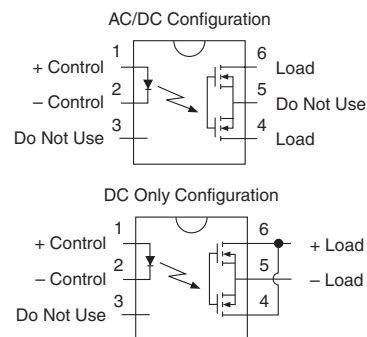 AC/DC Configuration
1
6
+ Control
Load
2
5
– Control
Do Not Use
3
4
Do Not Use
Load
DC Only Configuration
1
6
+ Control
+ Load
2
5
– Control
– Load
3
4
Do Not Use